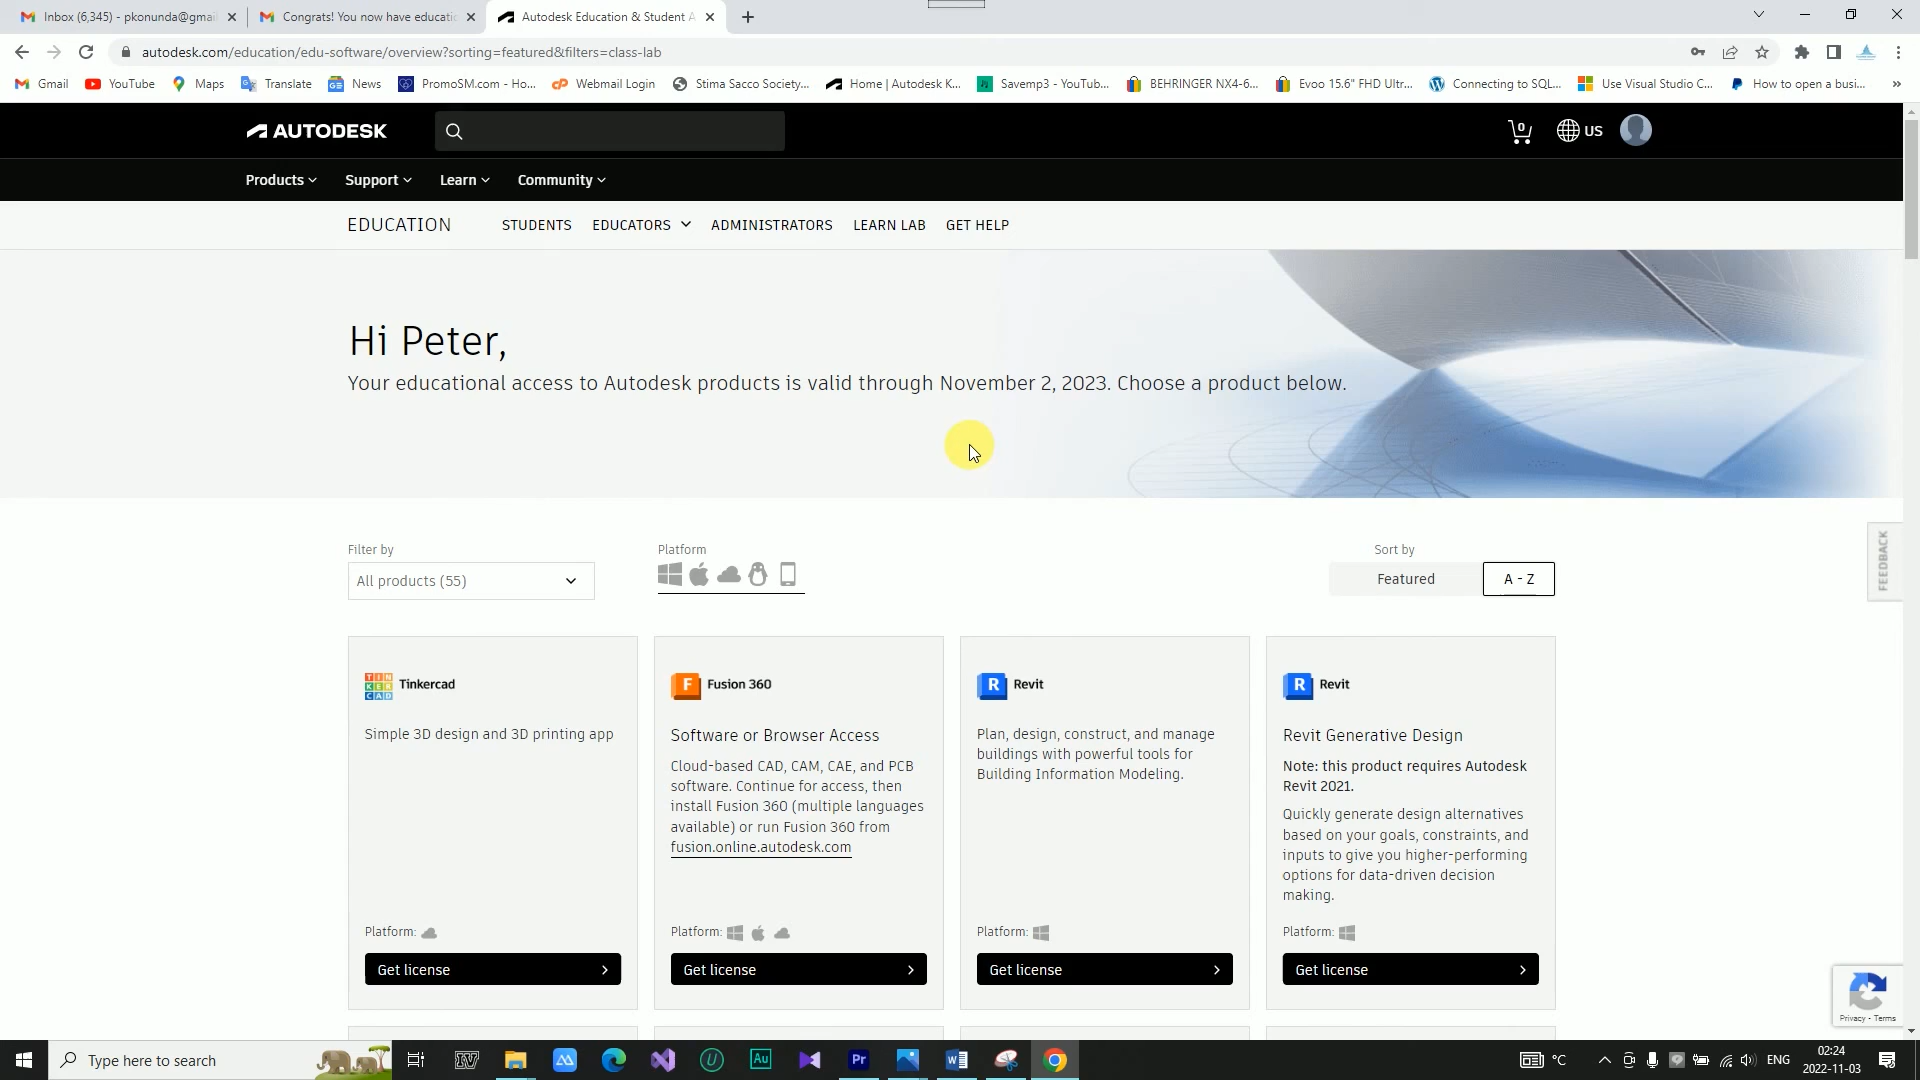 Inbox (6,345) - pkonunda@gmai
Congrats! You now have educatio
Autodesk Education & Student A
autodesk.com/education/edu-software/overview?sorting=featured&filters=class-lab
Gmail
YouTube
Maps
Translate
News
PromoSM.com - Ho...
Webmail Login
Stima Sacco Society...
Home | Autodesk K...
Savemp3 - YouTub...
BEHRINGER NX4-6...
Evoo 15.6" FHD Ultr...
Connecting to SQL...
Use Visual Studio C...
How to open a busi...
AUTODESK
0
US
Products
Support
Learn
Community
EDUCATION
STUDENTS
EDUCATORS
ADMINISTRATORS
LEARN LAB
GET HELP
Hi Peter,
Your educational access to Autodesk products is valid through November 2, 2023. Choose a product below.
FEEDBACK
Filter by
All products (55)
Platform
Sort by
Featured
A - Z
TIN
KER
CAD
Tinkercad
Simple 3D design and 3D printing app
Platform:
Get license
F
Fusion 360
Software or Browser Access
Cloud-based CAD, CAM, CAE, and PCB
software. Continue for access, then
install Fusion 360 (multiple languages
available) or run Fusion 360 from
fusion.online.autodesk.com
Platform:
Get license
R
Revit
Plan, design, construct, and manage
buildings with powerful tools for
Building Information Modeling.
Platform:
Get license
R
Revit
Revit Generative Design
Note: this product requires Autodesk
Revit 2021.
Quickly generate design alternatives
based on your goals, constraints, and
inputs to give you higher-performing
options for data-driven decision
making.
Platform:
Get license
Privacy - Terms
Type here to search
Au
Pr
°C
ENG
02:24
2022-11-03